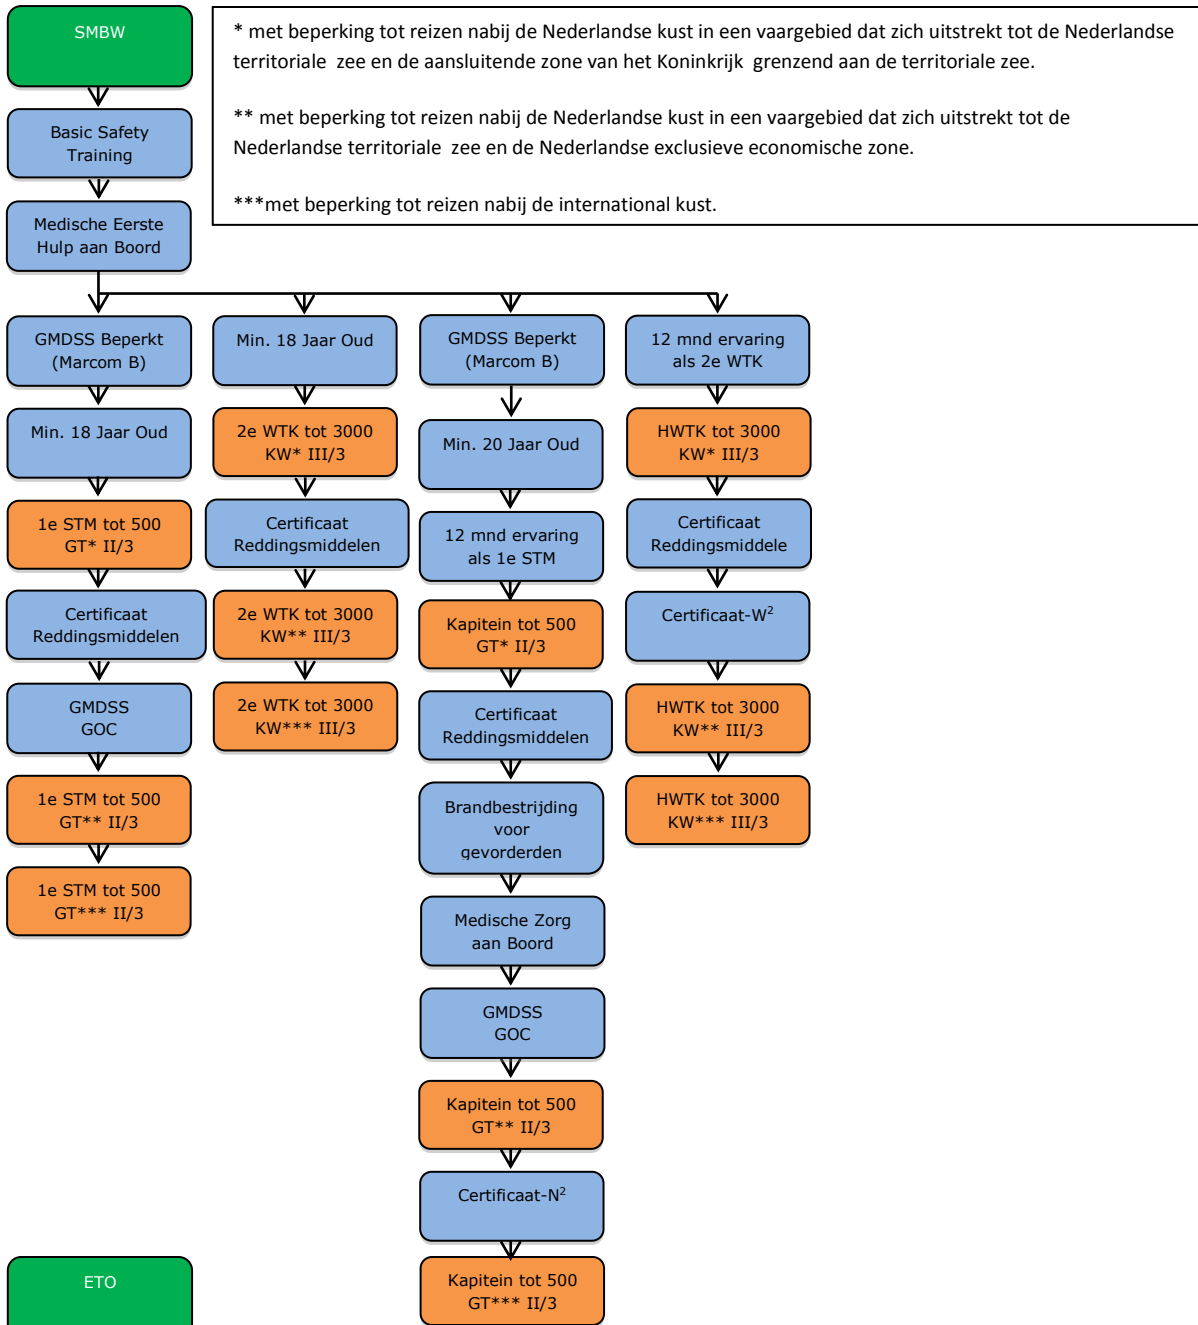 SMBW
* met beperking tot reizen nabij de Nederlandse kust in een vaargebied dat zich uitstrekt tot de Nederlandse
territoriale zee en de aansluitende zone van het Koninkrijk grenzend aan de territoriale zee.
** met beperking tot reizen nabij de Nederlandse kust in een vaargebied dat zich uitstrekt tot de
Nederlandse territoriale zee en de Nederlandse exclusieve economische zone.
***met beperking tot reizen nabij de international kust.
Basic Safety
Training
Medische Eerste
Hulp aan Boord
GMDSS Beperkt
(Marcom B)
Min. 18 Jaar Oud
1e STM tot 500
GT* II/3
Certificaat
Reddingsmiddelen
GMDSS
GOC
1e STM tot 500
GT** II/3
1e STM tot 500
GT*** II/3
Min. 18 Jaar Oud
2e WTK tot 3000
KW* III/3
Certificaat
Reddingsmiddelen
2e WTK tot 3000
KW** III/3
2e WTK tot 3000
KW*** III/3
GMDSS Beperkt
(Marcom B)
Min. 20 Jaar Oud
12 mnd ervaring
als 1e STM
Kapitein tot 500
GT* II/3
Certificaat
Reddingsmiddelen
Brandbestrijding
voor
gevorderden
Medische Zorg
aan Boord
GMDSS
GOC
Kapitein tot 500
GT** II/3
Certificaat-N²
Kapitein tot 500
GT*** II/3
12 mnd ervaring
als 2e WTK
HWTK tot 3000
KW* III/3
Certificaat
Reddingsmiddele
Certificaat-W²
HWTK tot 3000
KW** III/3
HWTK tot 3000
KW*** III/3
ETO